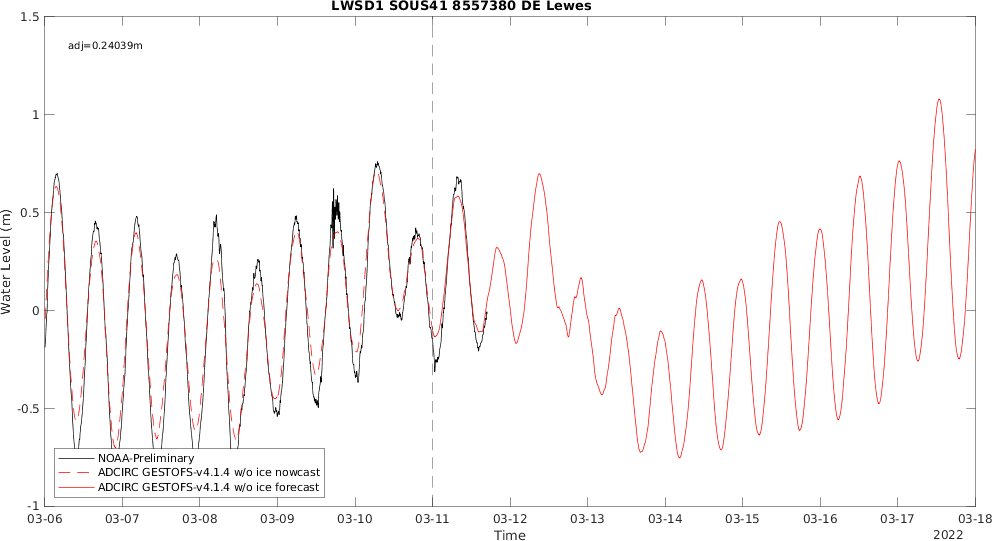 LWSD1 SOUS41 8557380 DE Lewes
adj=0.24039m
Water Level (m)
1.5
1
0.5
0
-0.5
-1
NOAA-Preliminary
ADCIRC GESTOFS-v4.1.4 w/o ice nowcast
ADCIRC GESTOFS-v4.1.4 w/o ice forecast
03-06 03-07 03-08 03-09 03-10 03-11 03-12 03-13 03-14 03-15 03-16 03-17 03-18
Time
2022